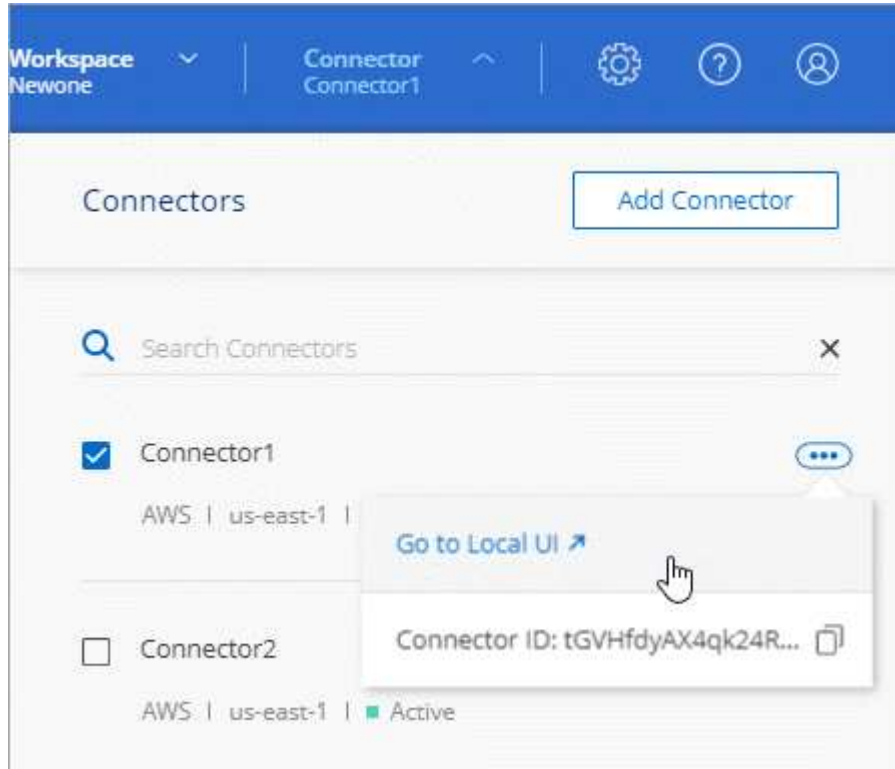 Workspace
Newone
Connector
Connector1
Connectors
Add Connector
Search Connectors
Connector1
AWS | us-east-1 |
Go to Local UI
Connector ID: tGVHfdyAX4qk24R...
Connector2
AWS | us-east-1 | Active